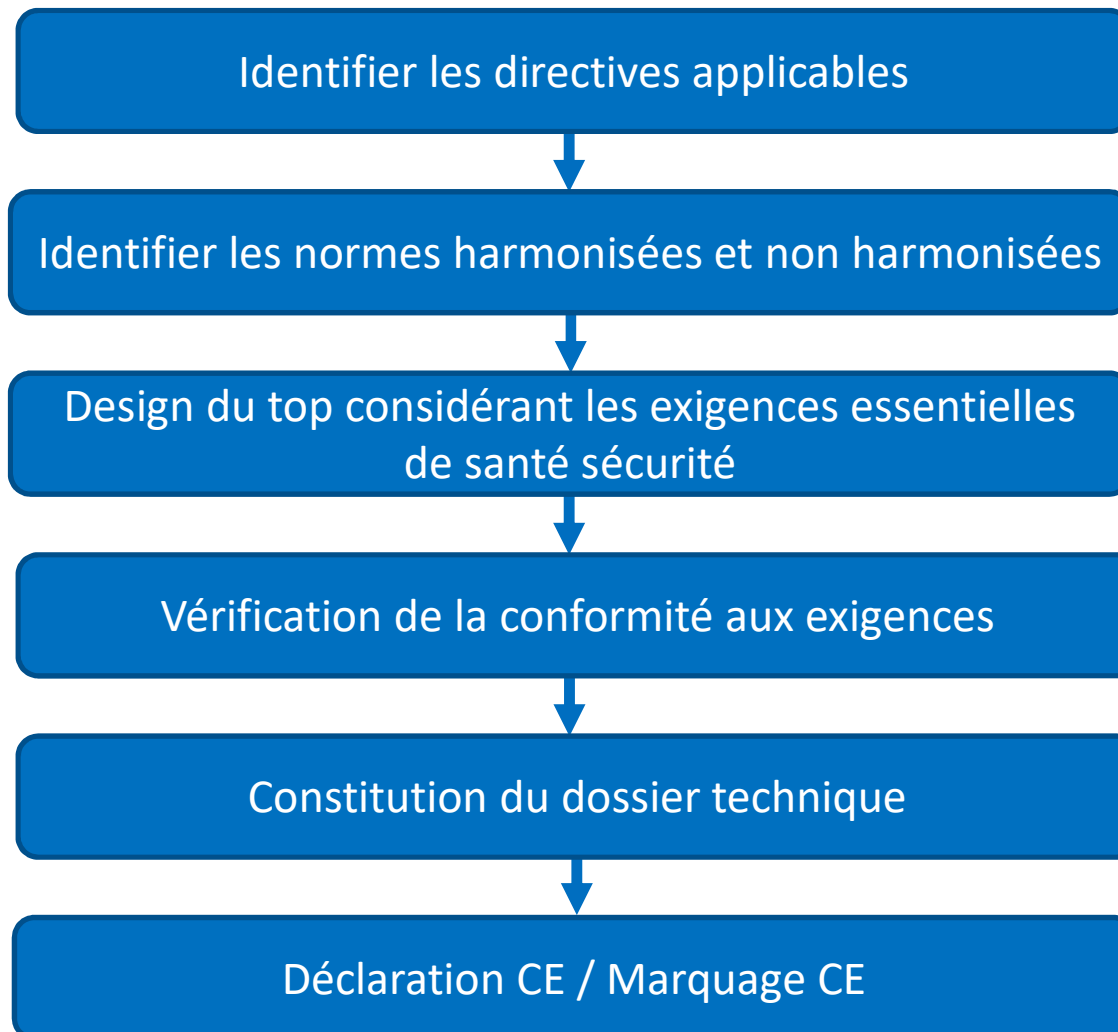 Identifier les directives applicables
Identifier les normes harmonisées et non harmonisées
Design du top considérant les exigences essentielles
de santé sécurité
Vérification de la conformité aux exigences
Constitution du dossier technique
Déclaration CE / Marquage CE